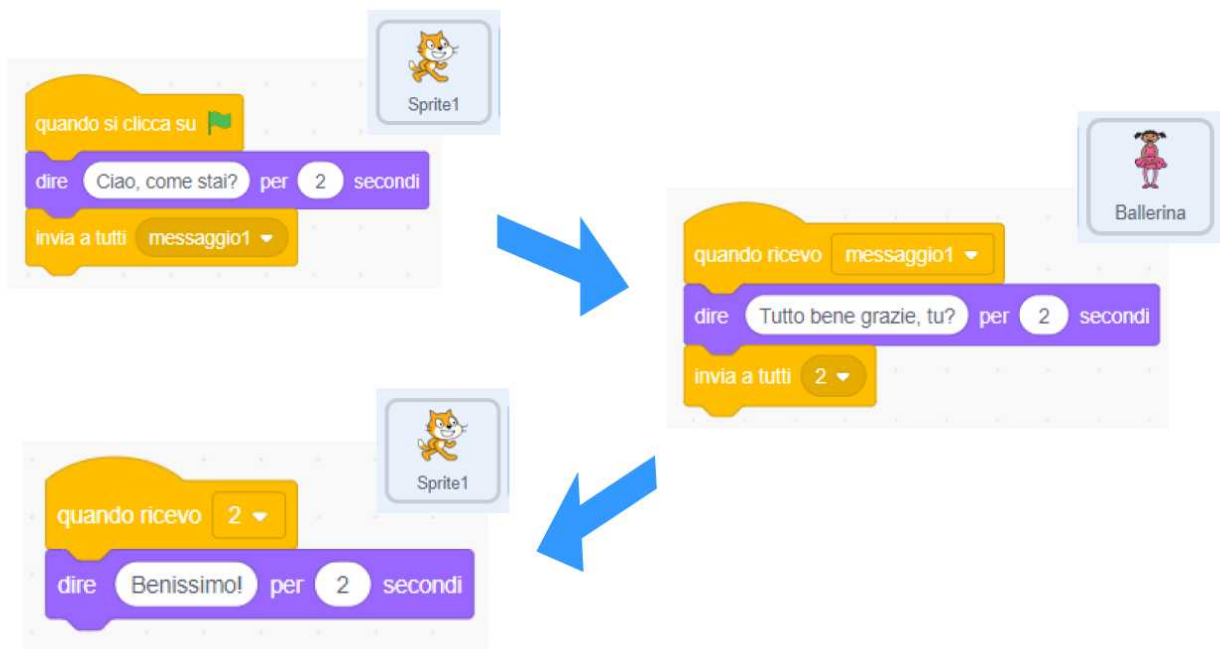 Sprite1
quando si clicca su
dire Ciao, come stai? per 2 secondi
invia a tutti messaggio1
Ballerina
quando ricevo messaggio1
dire Tutto bene grazie, tu? per 2 secondi
invia a tutti 2
Sprite1
quando ricevo 2
dire Benissimo! per 2 secondi